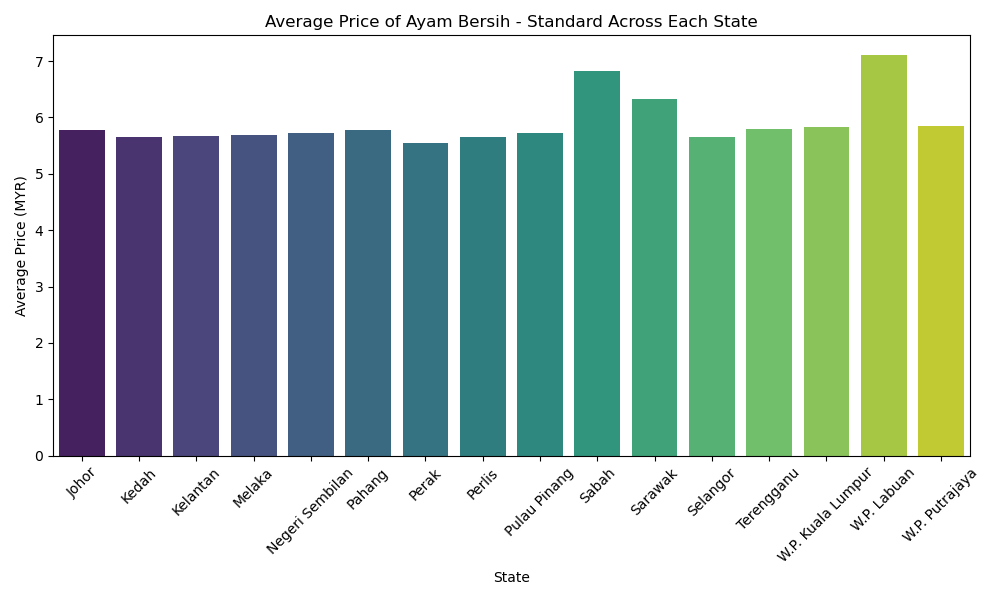 Average Price of Ayam Bersih - Standard Across Each State
Average Price (MYR)
7
6
5
4
3
2
1
0
Johor
Kedah
Kelantan
Melaka
Negeri Sembilan
Pahang
Perak
Perlis
Pulau Pinang
Sabah
Sarawak
Selangor
Terengganu
W.P. Kuala Lumpur
W.P. Labuan
W.P. Putrajaya
State